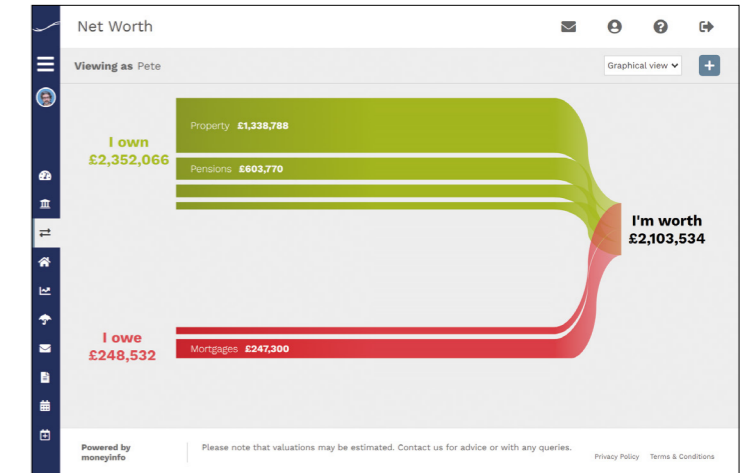 Net Worth
Viewing as Pete
Graphical view
I own
£2,352,066
Property £1,338,788
Pensions £603,770
I'm worth
£2,103,534
I owe
£248,532
Mortgages £247,300
Powered by
moneyinfo
Please note that valuations may be estimated. Contact us for advice or with any queries.
Privacy Policy Terms & Conditions